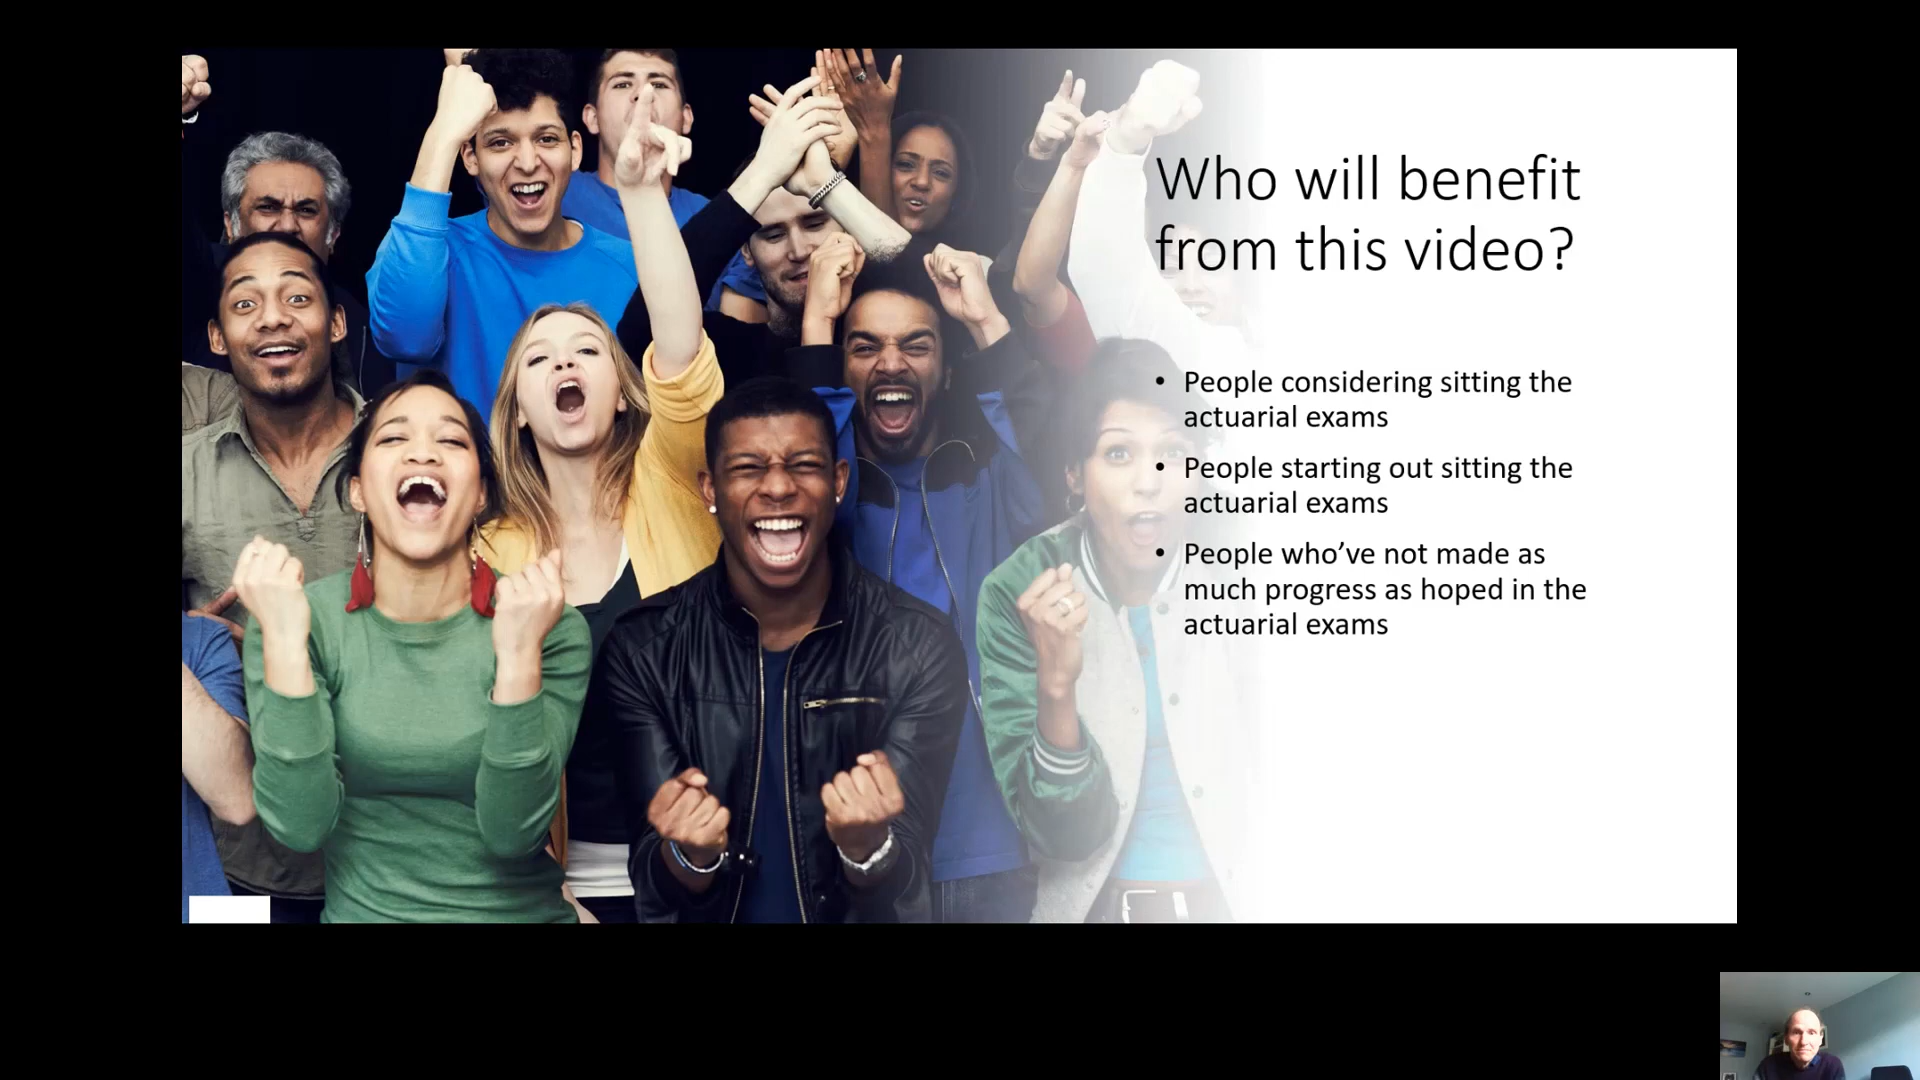 Who will benefit
from this video?
• People considering sitting the
actuarial exams
• People starting out sitting the
actuarial exams
• People who’ve not made as
much progress as hoped in the
actuarial exams